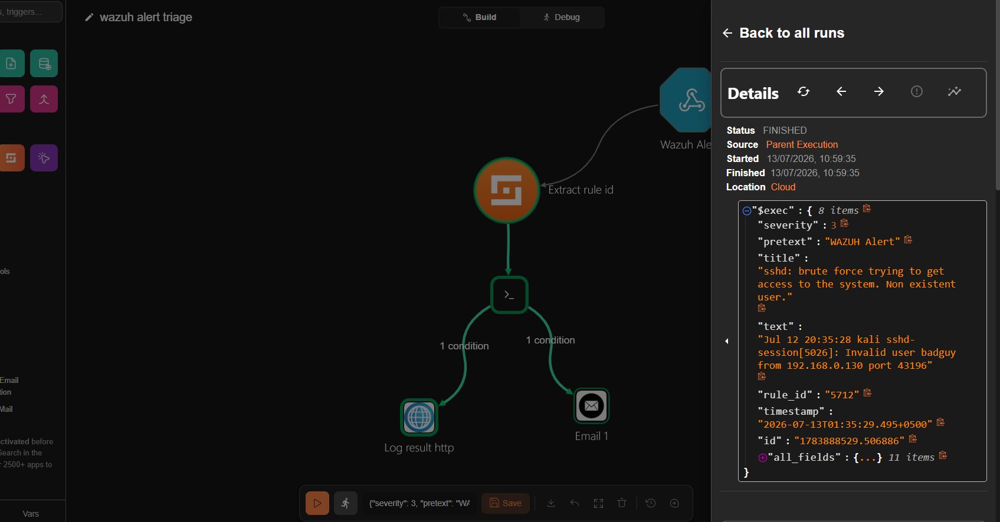 s, triggers...
wazuh alert triage
Build
Debug
Wazuh Ale
Extract rule id
1 condition
1 condition
Log result http
Email 1
ols
Email
tion
Mail
ctivated before
Search in the
r 2500+ apps to
Vars
{"severity": 3, "pretext": "WA
Save
Back to all runs
Details
Status FINISHED
Source Parent Execution
Started 13/07/2026, 10:59:35
Finished 13/07/2026, 10:59:35
Location Cloud
"$exec" : { 8 items
"severity" : 3
"pretext" : "WAZUH Alert"
"title" :
"sshd: brute force trying to get
access to the system. Non existent
user."
"text" :
"Jul 12 20:35:28 kali sshd-
session[5026]: Invalid user badguy
from 192.168.0.130 port 43196"
"rule_id" : "5712"
"timestamp" :
"2026-07-13T01:35:29.495+0500"
"id" : "1783888529.506886"
"all_fields" : {...} 11 items
}